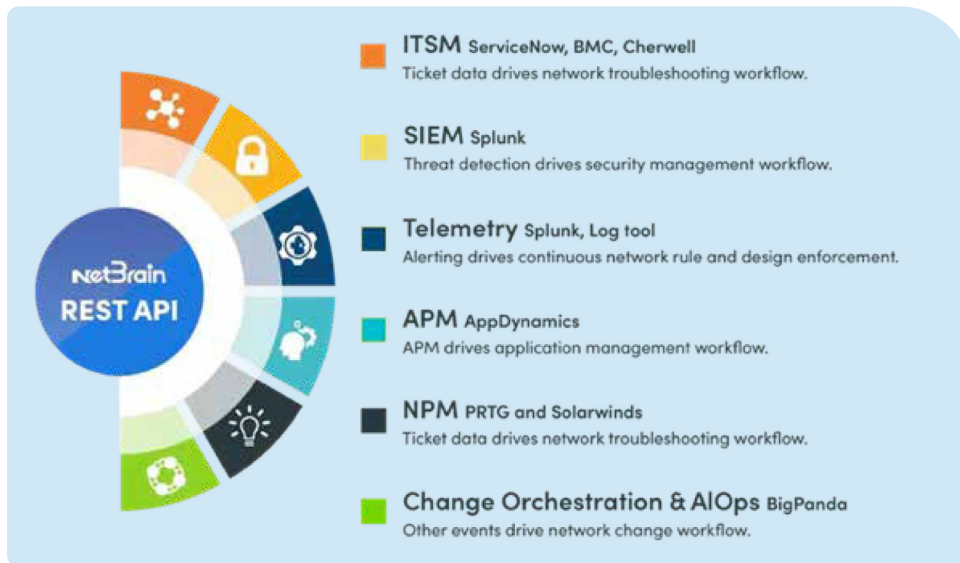 ITSM ServiceNow, BMC, Cherwell
Ticket data drives network troubleshooting workflow.
SIEM Splunk
Threat detection drives security management workflow.
Telemetry Splunk, Log tool
Alerting drives continuous network rule and design enforcement.
NetBrain
REST API
APM AppDynamics
APM drives application management workflow.
NPM PRTG and Solarwinds
Ticket data drives network troubleshooting workflow.
Change Orchestration & AIOps BigPanda
Other events drive network change workflow.